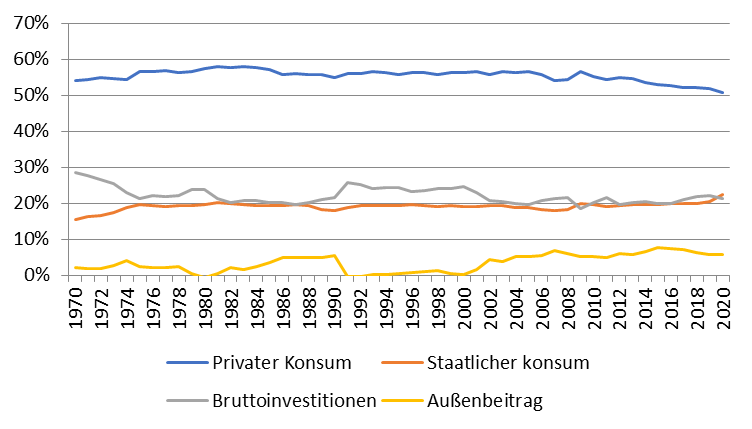 70%
60%
50%
40%
30%
20%
10%
0%
1970 1972 1974 1976 1978 1980 1982 1984 1986 1988 1990 1992 1994 1996 1998 2000 2002 2004 2006 2008 2010 2012 2014 2016 2018 2020
Privater Konsum Staatlicher konsum
Bruttoinvestitionen Außenbeitrag